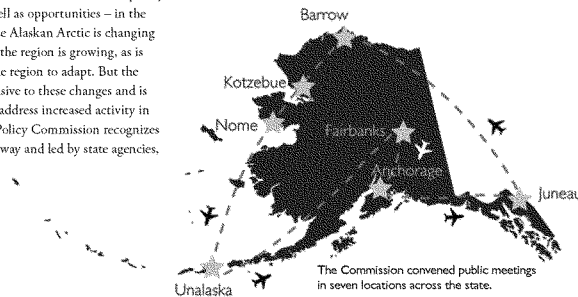 ell as opportunities – in the
e Alaskan Arctic is changing
the region is growing, as is
e region to adapt. But the
sive to these changes and is
address increased activity in
Policy Commission recognizes
way and led by state agencies,
Barrow
Kotzebue
Nome
Fairbanks
Anchorage
Juneau
Unalaska
The Commission convened public meetings
in seven locations across the state.